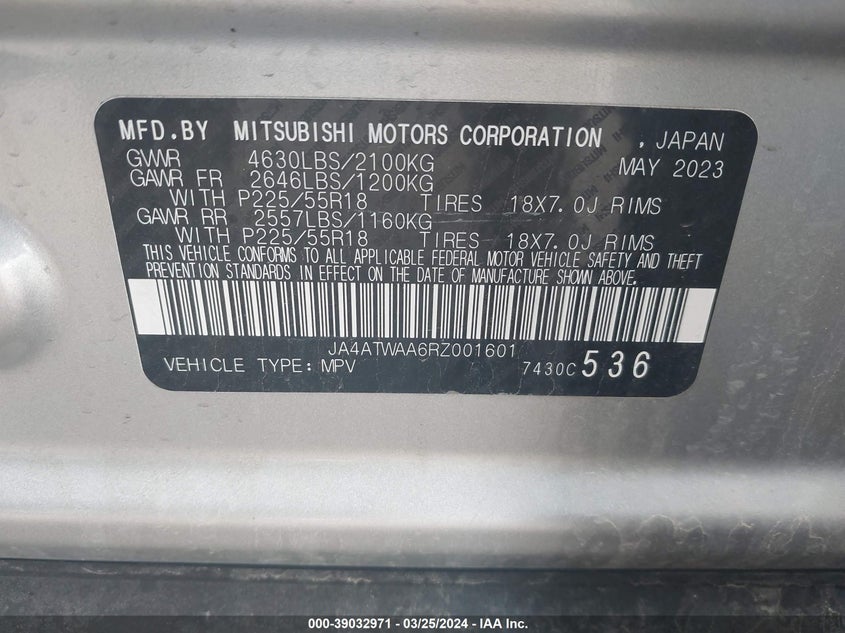 MFD.BY MITSUBISHI MOTORS CORPORATION , JAPAN
GVWR 4630LBS/2100KG MAY 2023
GAWR FR 2646LBS/1200KG
WITH P225/55R18 TIRES 18X7.0J RIMS
GAWR RR 2557LBS/1160KG
WITH P225/55R18 TIRES 18X7.0J RIMS
THIS VEHICLE CONFORMS TO ALL APPLICABLE FEDERAL MOTOR VEHICLE SAFETY AND THEFT
PREVENTION STANDARDS IN EFFECT ON THE DATE OF MANUFACTURE SHOWN ABOVE.
JA4ATWAA6RZ001601
VEHICLE TYPE:MPV 7430C 536
000-39032971 — 03/25/2024 — IAA Inc.